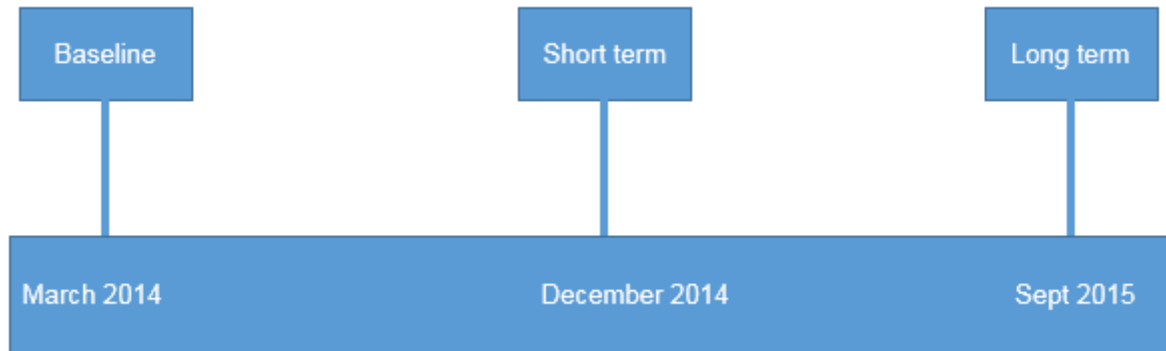 Baseline
Short term
Long term
March 2014
December 2014
Sept 2015